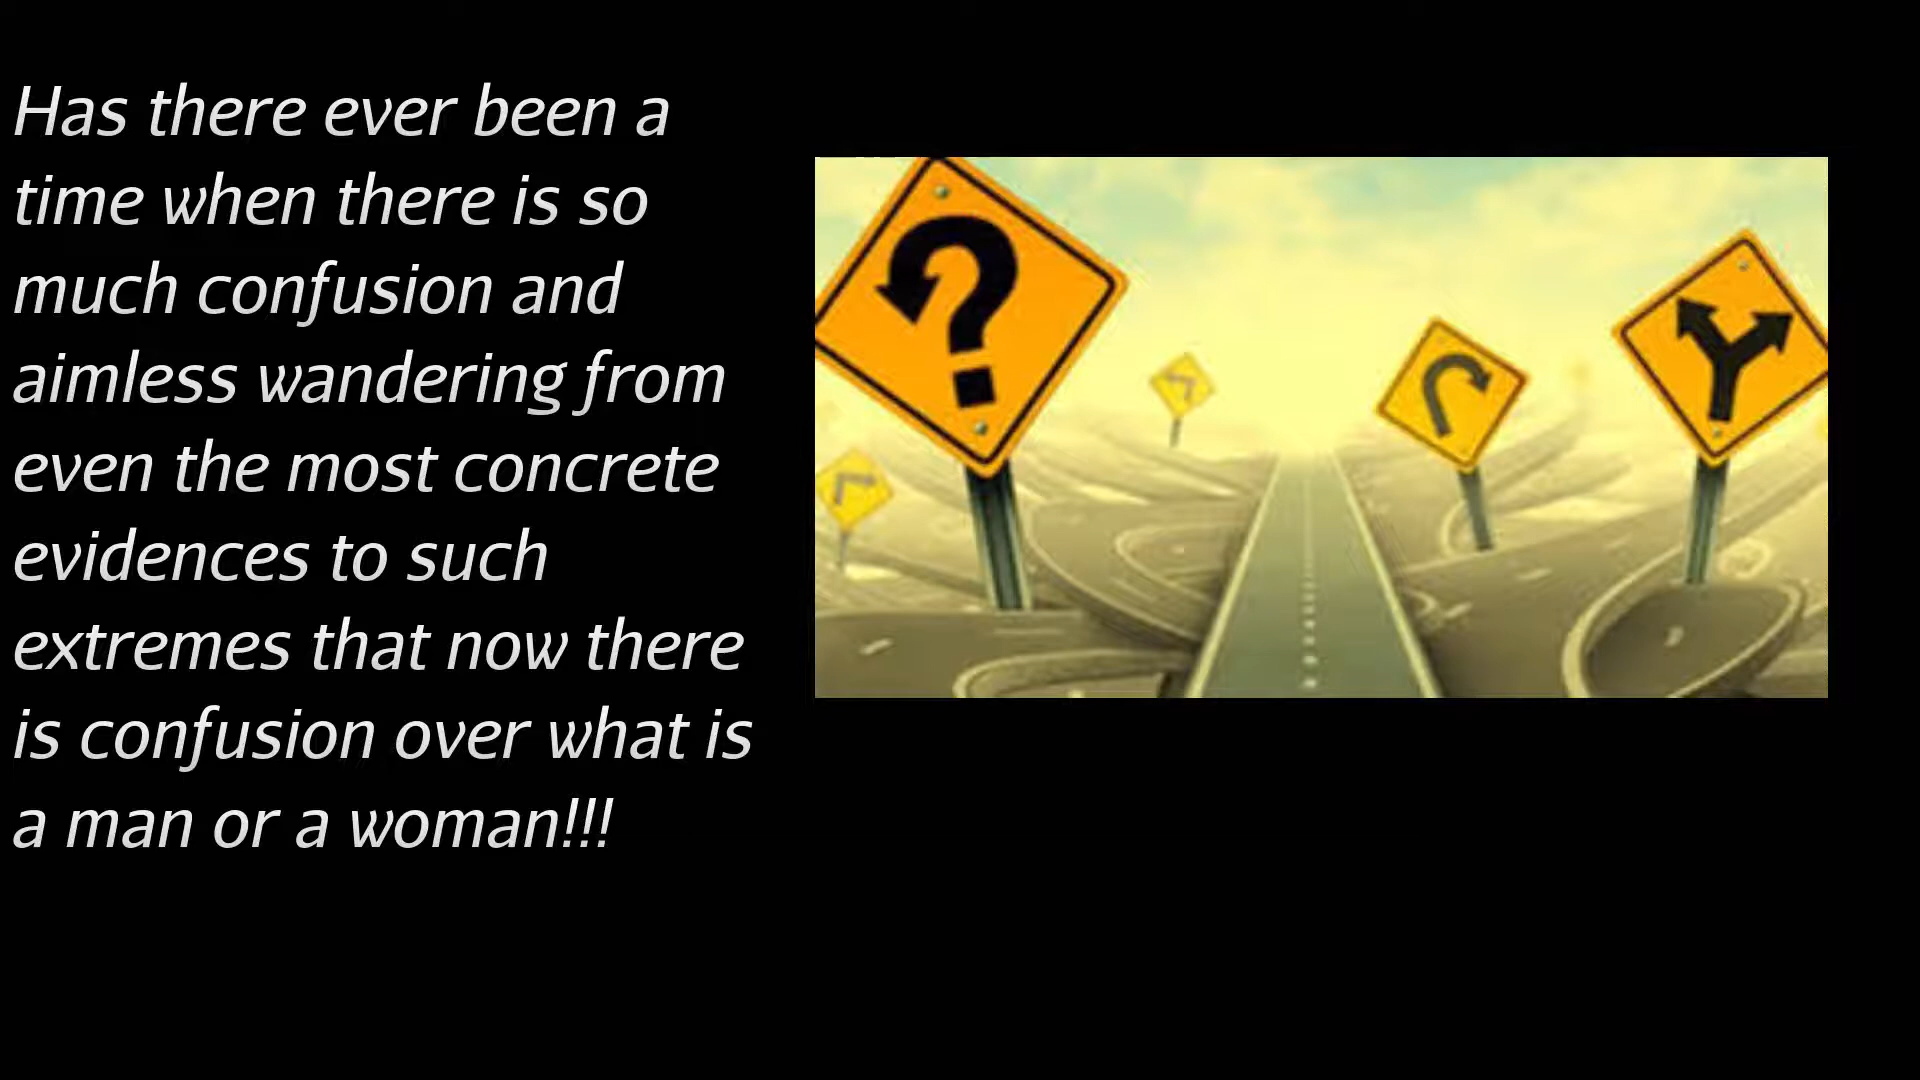 Has there ever been a
time when there is so
much confusion and
aimless wandering from
even the most concrete
evidences to such
extremes that now there
is confusion over what is
a man or a woman!!!
?